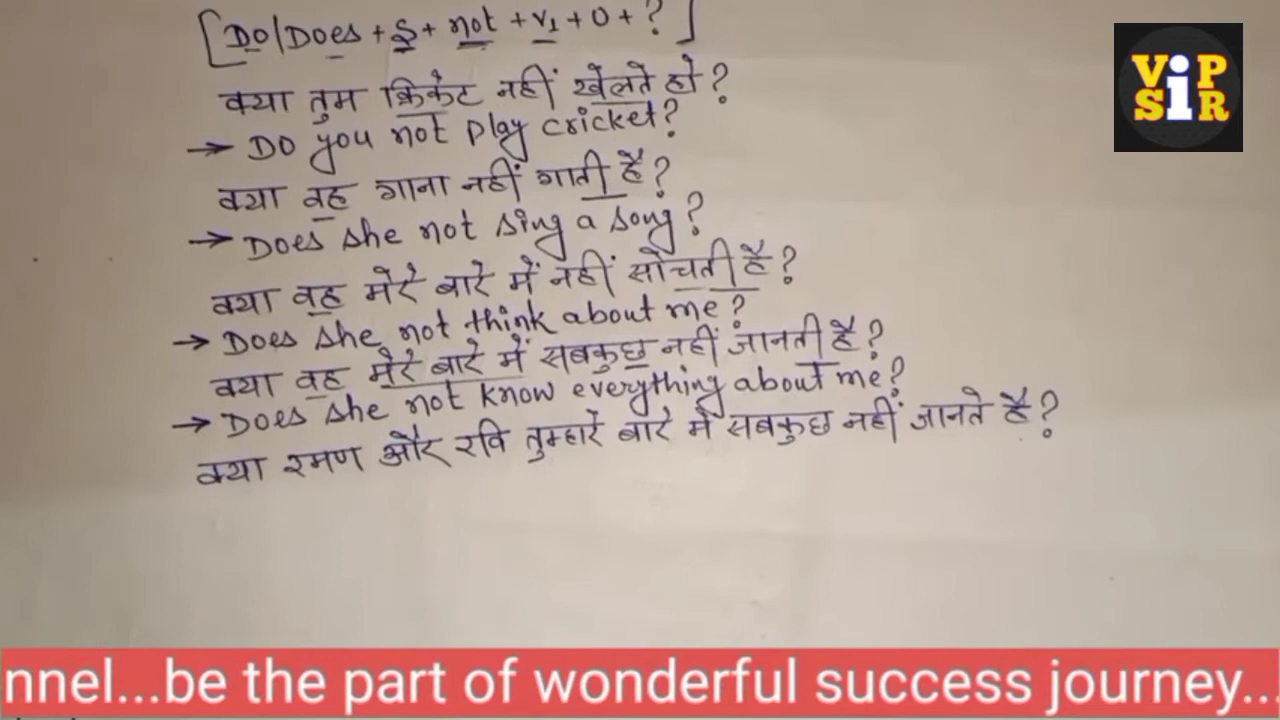 [Do/Does + S + not + V1 + O + ?]
क्या तुम क्रिकेट नहीं खेलते हो?
→ Do you not play cricket?
क्या वह गाना नहीं गाती है?
→ Does she not sing a song?
क्या वह मेरे बारे में नहीं सोचती है?
→ Does she not think about me?
क्या वह मेरे बारे में सबकुछ नहीं जानती है?
→ Does she not know everything about me?
क्या रमण और रवि तुम्हारे बारे में सबकुछ नहीं जानते है?
ViP
SiR
nnel...be the part of wonderful success journey...